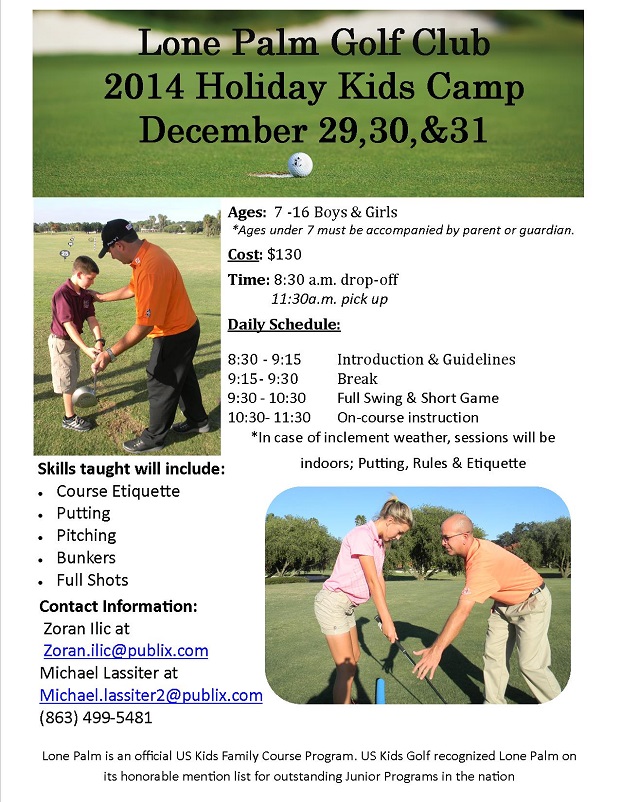 Lone Palm Golf Club
2014 Holiday Kids Camp
December 29,30,&31
Ages: 7 -16 Boys & Girls
*Ages under 7 must be accompanied by parent or guardian.
Cost: $130
Time: 8:30 a.m. drop-off
11:30a.m. pick up
Daily Schedule:
8:30 - 9:15 Introduction & Guidelines
9:15- 9:30 Break
9:30 - 10:30 Full Swing & Short Game
10:30- 11:30 On-course instruction
*In case of inclement weather, sessions will be
indoors; Putting, Rules & Etiquette
Skills taught will include:
• Course Etiquette
• Putting
• Pitching
• Bunkers
• Full Shots
Contact Information:
Zoran Ilic at
Zoran.ilic@publix.com
Michael Lassiter at
Michael.lassiter2@publix.com
(863) 499-5481
Lone Palm is an official US Kids Family Course Program. US Kids Golf recognized Lone Palm on
its honorable mention list for outstanding Junior Programs in the nation